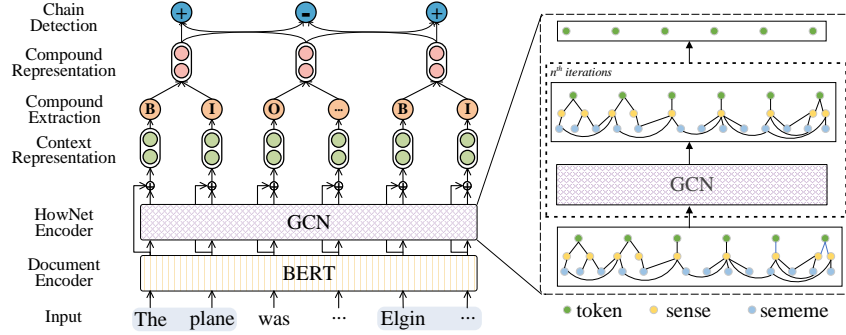 Chain
Detection
+
-
+
Compound
Representation
Compound
Extraction
B
I
O
...
B
I
Context
Representation
HowNet
Encoder
GCN
Document
Encoder
BERT
Input
The plane was ... Elgin ...
nth iterations
GCN
token
sense
sememe